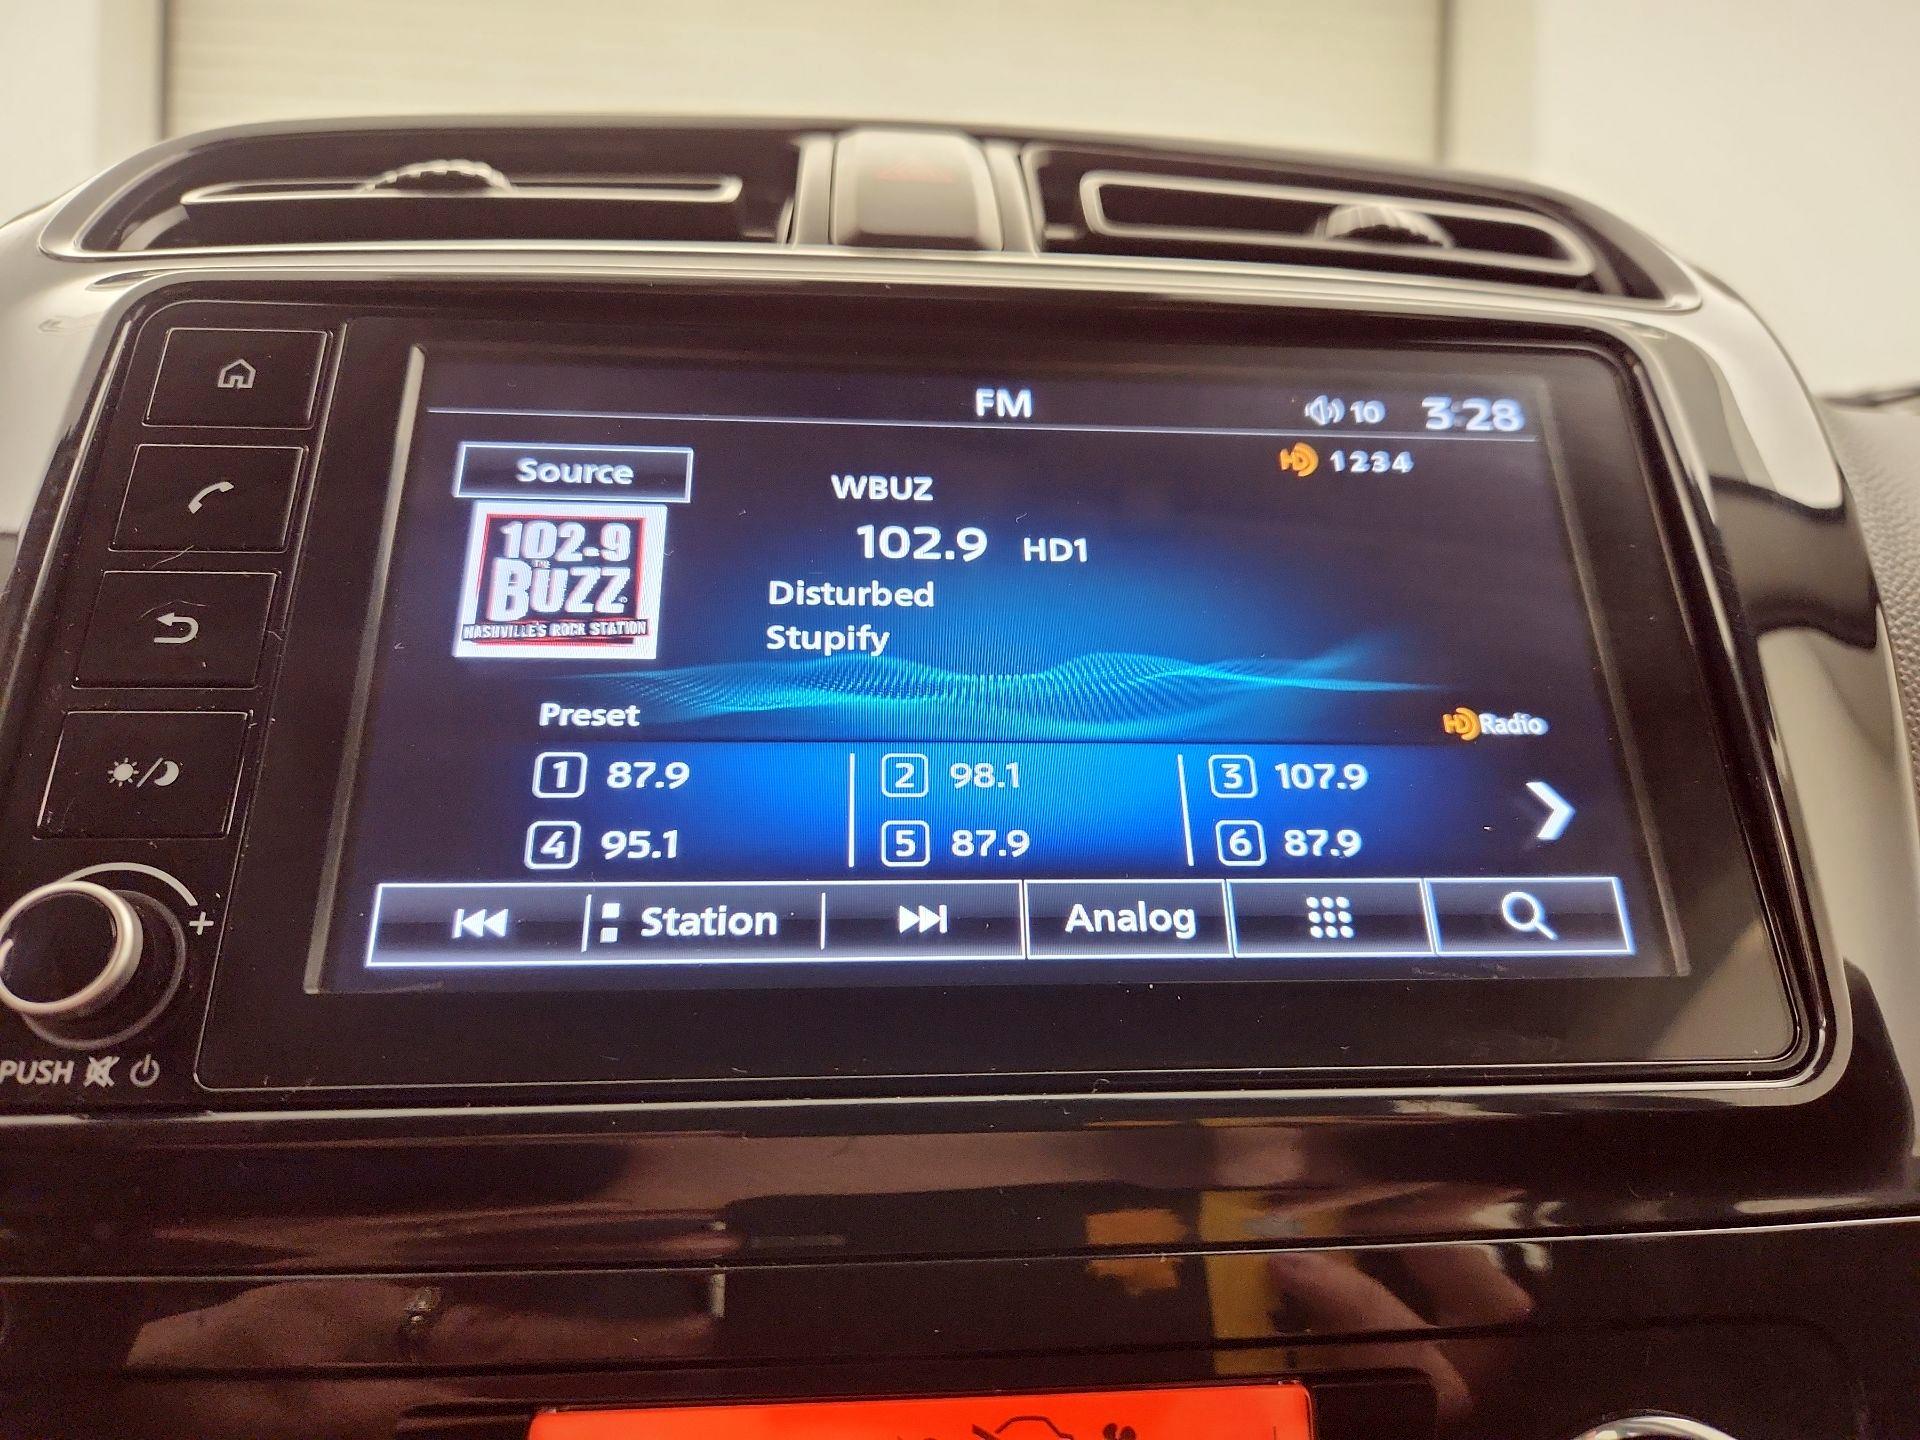 FM
10
3:28
Source
HD 1234
WBUZ
102.9 HD1
102.9
THE
BUZZ
NASHVILLE'S ROCK STATION
Disturbed
Stupify
Preset
HD Radio
1 87.9
2 98.1
3 107.9
4 95.1
5 87.9
6 87.9
Station
Analog
+
PUSH